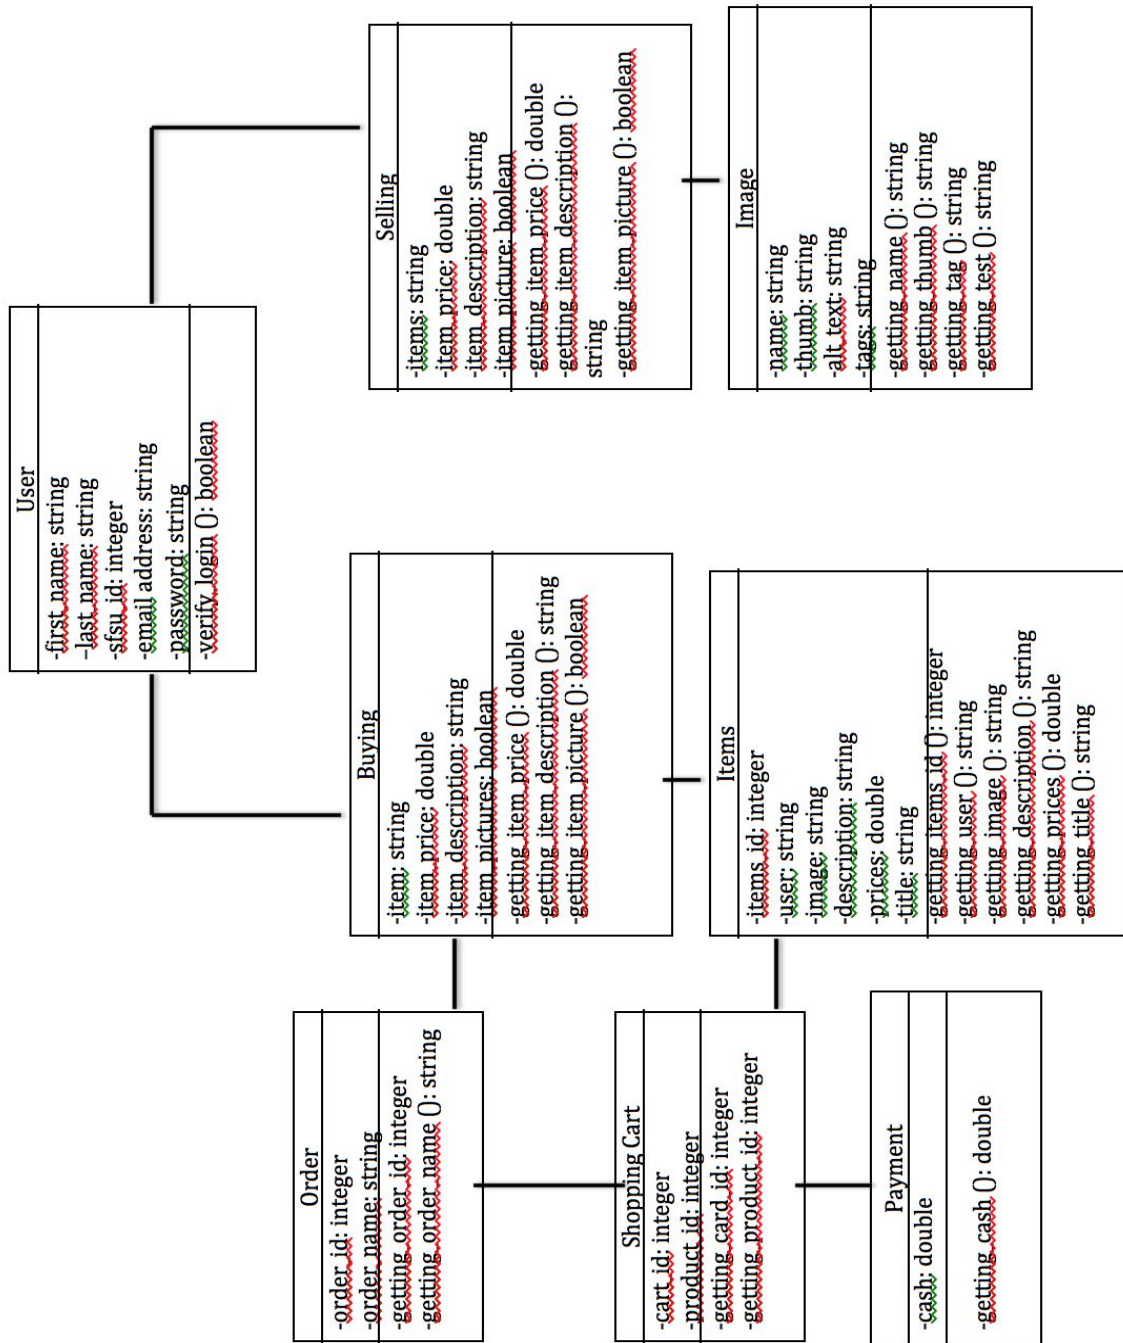 User
-first_name: string
–last_name: string
-sfsu_id: integer
-email address: string
-password: string
-verify_login (): boolean
Order
-order_id: integer
-order_name: string
-getting_order_id: integer
-getting_order_name (): string
Buying
-item: string
-item_price: double
-item_description: string
-item_pictures: boolean
-getting_item_price (): double
-getting_item_description (): string
-getting_item_picture (): boolean
Selling
-items: string
-item_price: double
-item_description: string
-item_picture: boolean
-getting_item_price (): double
-getting_item_description ():
string
-getting_item_picture (): boolean
Shopping Cart
-cart_id: integer
-product_id: integer
-getting_card_id: integer
-getting_product_id: integer
Items
-items_id: integer
-user: string
-image: string
-description: string
-prices: double
-title: string
-getting_items_id (): integer
-getting_user (): string
-getting_image (): string
-getting_description (): string
-getting_prices (): double
-getting_title (): string
Image
-name: string
-thumb: string
-alt_text: string
-tags: string
-getting_name (): string
-getting_thumb (): string
-getting_tag (): string
-getting_test (): string
Payment
-cash: double
-getting_cash (): double